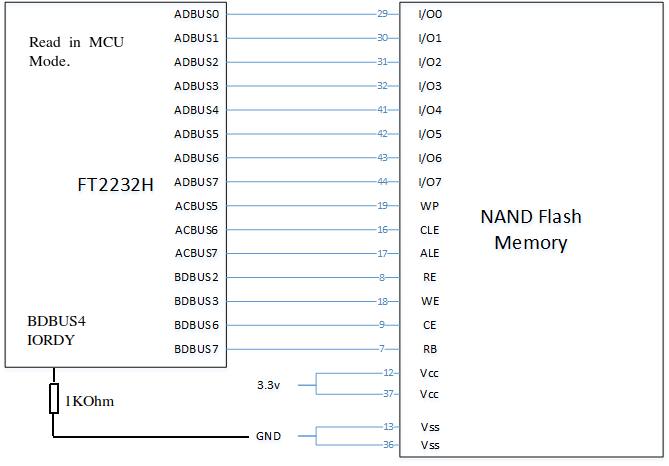 ADBUS0 29 I/O0
Read in MCU
Mode.
ADBUS1 30 I/O1
ADBUS2 31 I/O2
ADBUS3 32 I/O3
ADBUS4 41 I/O4
ADBUS5 42 I/O5
ADBUS6 43 I/O6
FT2232H
ADBUS7 44 I/O7
ACBUS5 19 WP
NAND Flash
Memory
ACBUS6 16 CLE
ACBUS7 17 ALE
BDBUS2 8 RE
BDBUS3 18 WE
BDBUS4
IORDY
BDBUS6 9 CE
BDBUS7 7 RB
12 Vcc
3.3v
37 Vcc
1KOhm
13 Vss
GND
36 Vss